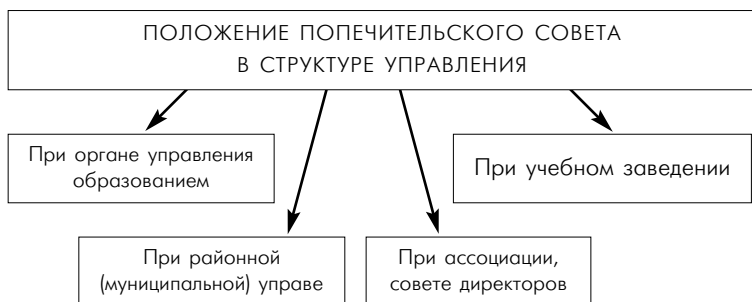 ПОЛОЖЕНИЕ ПОПЕЧИТЕЛЬСКОГО СОВЕТА
В СТРУКТУРЕ УПРАВЛЕНИЯ
При органе управления
образованием
При учебном заведении
При районной
(муниципальной) управе
При ассоциации,
совете директоров